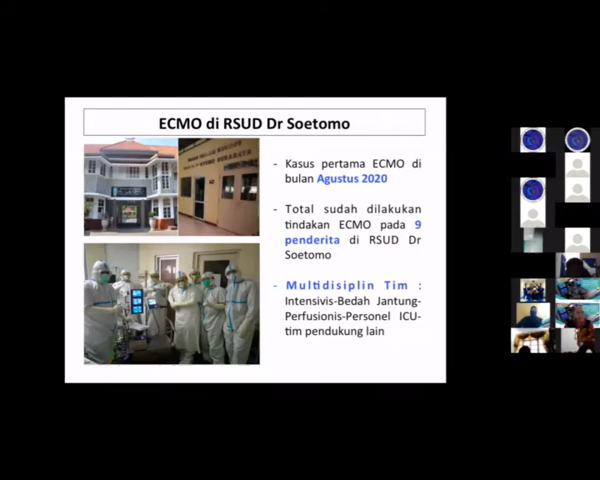 ECMO di RSUD Dr Soetomo
- Kasus pertama ECMO di
bulan Agustus 2020
- Total sudah dilakukan
tindakan ECMO pada 9
penderita di RSUD Dr
Soetomo
- Multidisiplin Tim :
Intensivis-Bedah Jantung-
Perfusionis-Personel ICU-
tim pendukung lain